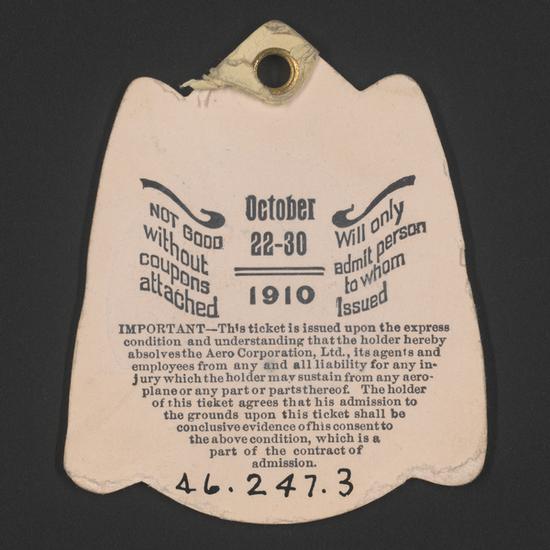 NOT GOOD
without
coupons
attached
October
22-30
1910
Will only
admit person
to whom
Issued
IMPORTANT—This ticket is issued upon the express
condition and understanding that the holder hereby
absolves the Aero Corporation, Ltd., its agents and
employees from any and all liability for any in-
jury which the holder may sustain from any aero-
plane or any part or parts thereof. The holder
of this ticket agrees that his admission to
the grounds upon this ticket shall be
conclusive evidence of his consent to
the above condition, which is a
part of the contract of
admission.
46.247.3